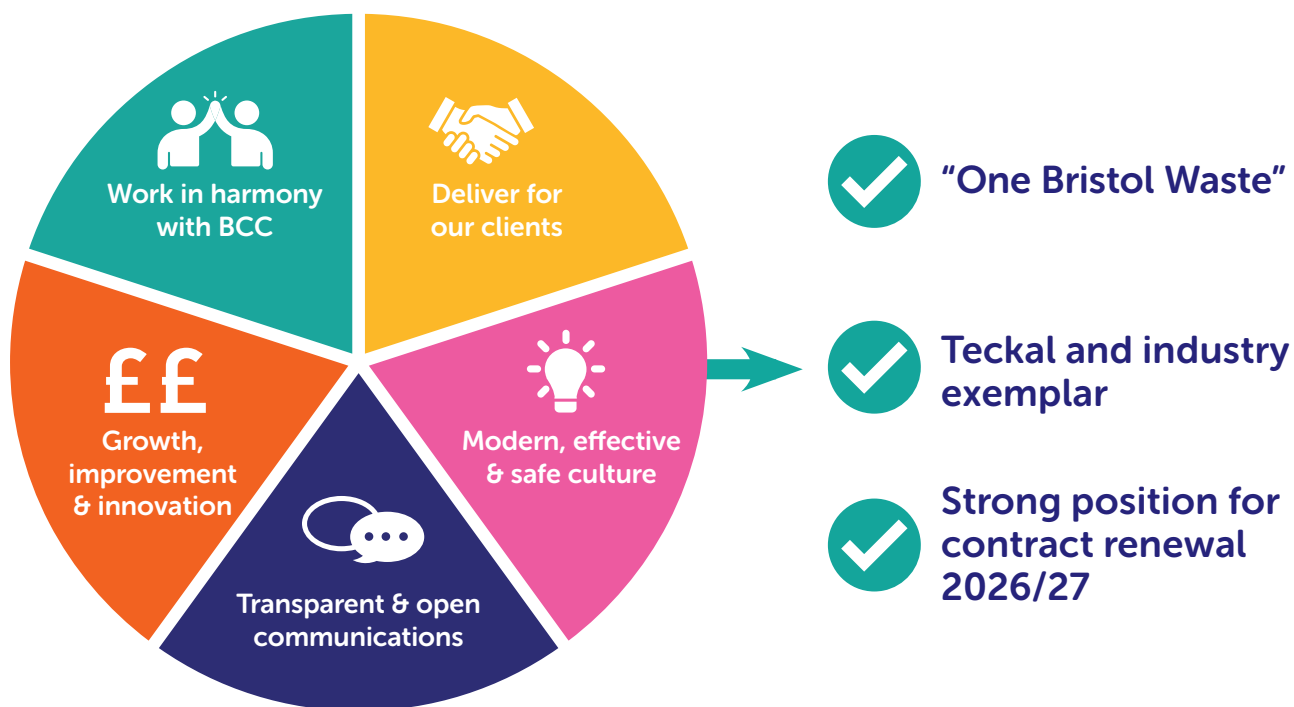 Work in harmony
with BCC
Deliver for
our clients
££
Growth,
improvement
& innovation
Modern, effective
& safe culture
Transparent & open
communications
“One Bristol Waste”
Teckal and industry
exemplar
Strong position for
contract renewal
2026/27